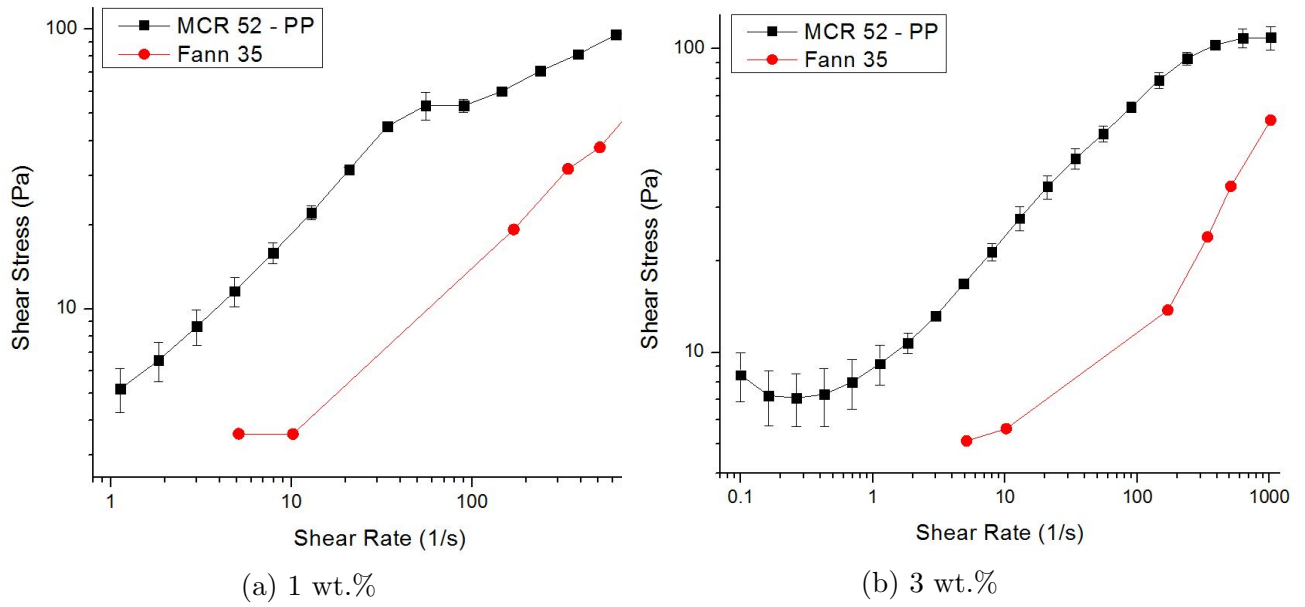 MCR 52 - PP
Fann 35
100
10
Shear Stress (Pa)
1
10
100
Shear Rate (1/s)
(a) 1 wt.%
MCR 52 - PP
Fann 35
100
10
Shear Stress (Pa)
0.1
1
10
100
1000
Shear Rate (1/s)
(b) 3 wt.%